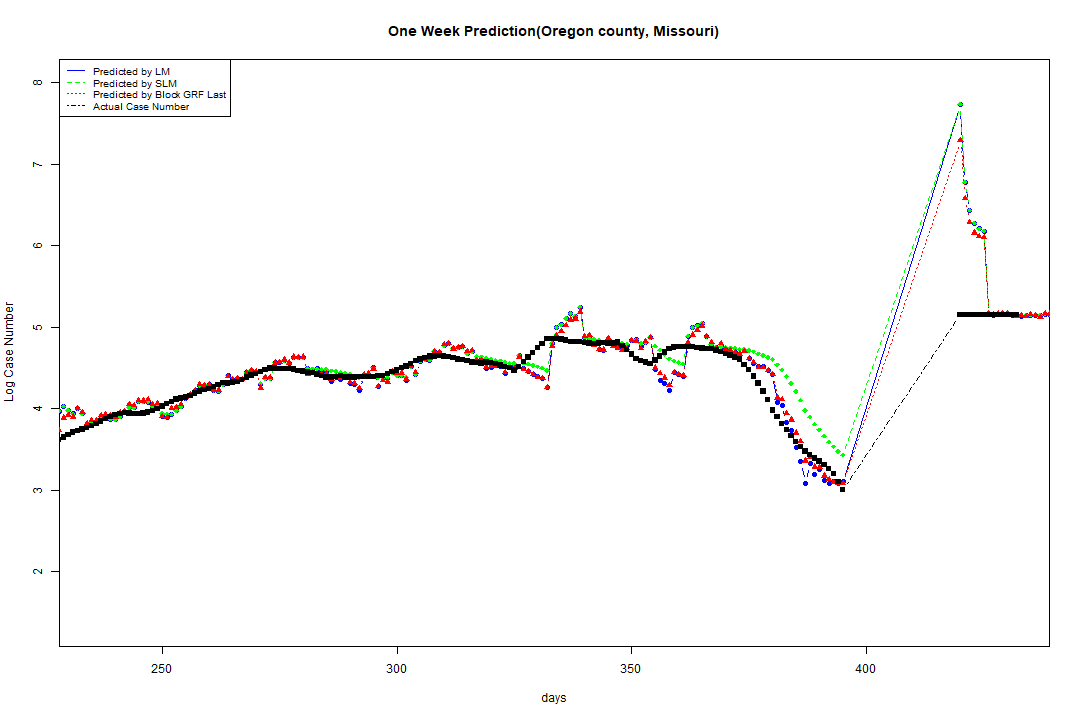 One Week Prediction(Oregon county, Missouri)
Predicted by LM
Predicted by SLM
Predicted by Block GRF Last
Actual Case Number
8
7
6
5
4
3
2
Log Case Number
250
300
350
400
days